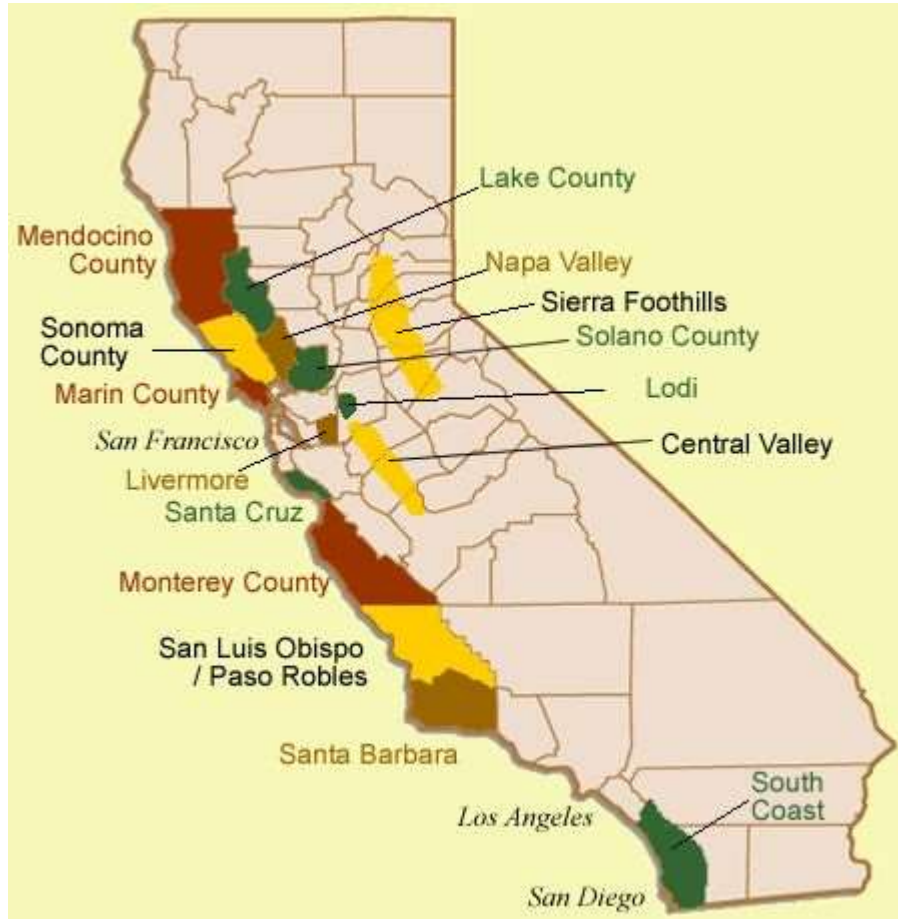 Lake County
Mendocino
County
Napa Valley
Sierra Foothills
Sonoma
County
Solano County
Marin County
Lodi
San Francisco
Central Valley
Livermore
Santa Cruz
Monterey County
San Luis Obispo
/ Paso Robles
Santa Barbara
South
Coast
Los Angeles
San Diego